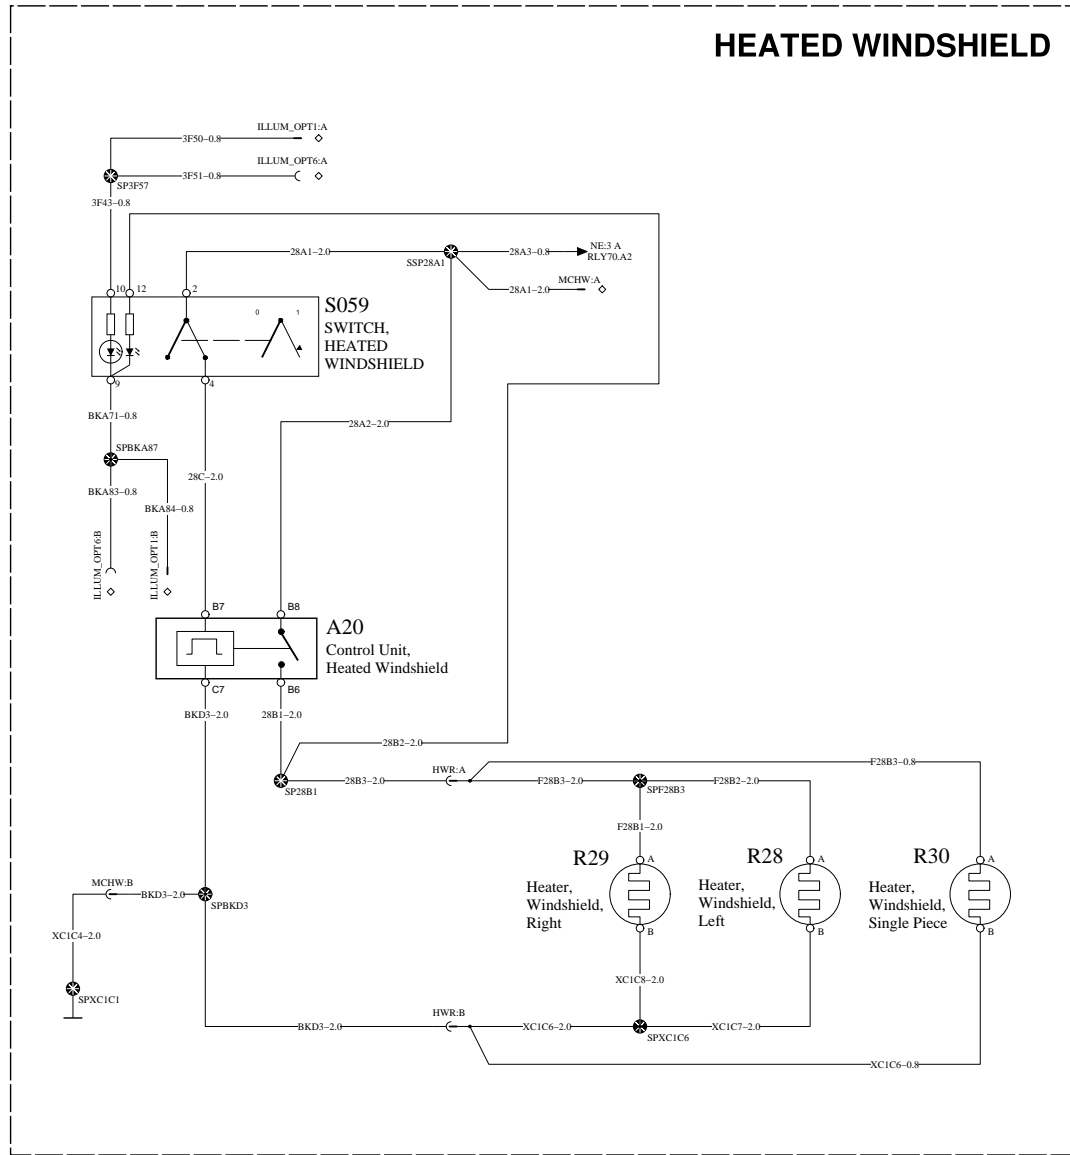 HEATED WINDSHIELD
ILLUM_OPT1:A
3F50-0.8
ILLUM_OPT6:A
3F51-0.8
SP3F57
3F43-0.8
28A1-2.0
SSP28A1
28A3-0.8
NE:3 A
RLY70.A2
MCHW:A
28A1-2.0
10
12
2
S059
SWITCH,
HEATED
WINDSHIELD
0
1
9
4
BKA71-0.8
28A2-2.0
SPBKA87
28C-2.0
BKA83-0.8
BKA84-0.8
ILLUM_OPT6:B
ILLUM_OPT1:B
B7
B8
A20
Control Unit,
Heated Windshield
C7
B6
BKD3-2.0
28B1-2.0
28B2-2.0
SP28B1
28B3-2.0
HWR:A
F28B3-2.0
SPF28B3
F28B2-2.0
F28B3-0.8
F28B1-2.0
R29
A
Heater,
Windshield,
Right
B
R28
A
Heater,
Windshield,
Left
B
R30
A
Heater,
Windshield,
Single Piece
B
MCHW:B
BKD3-2.0
SPBKD3
XC1C4-2.0
SPXC1C1
XC1C8-2.0
BKD3-2.0
HWR:B
XC1C6-2.0
SPXC1C6
XC1C7-2.0
XC1C6-0.8